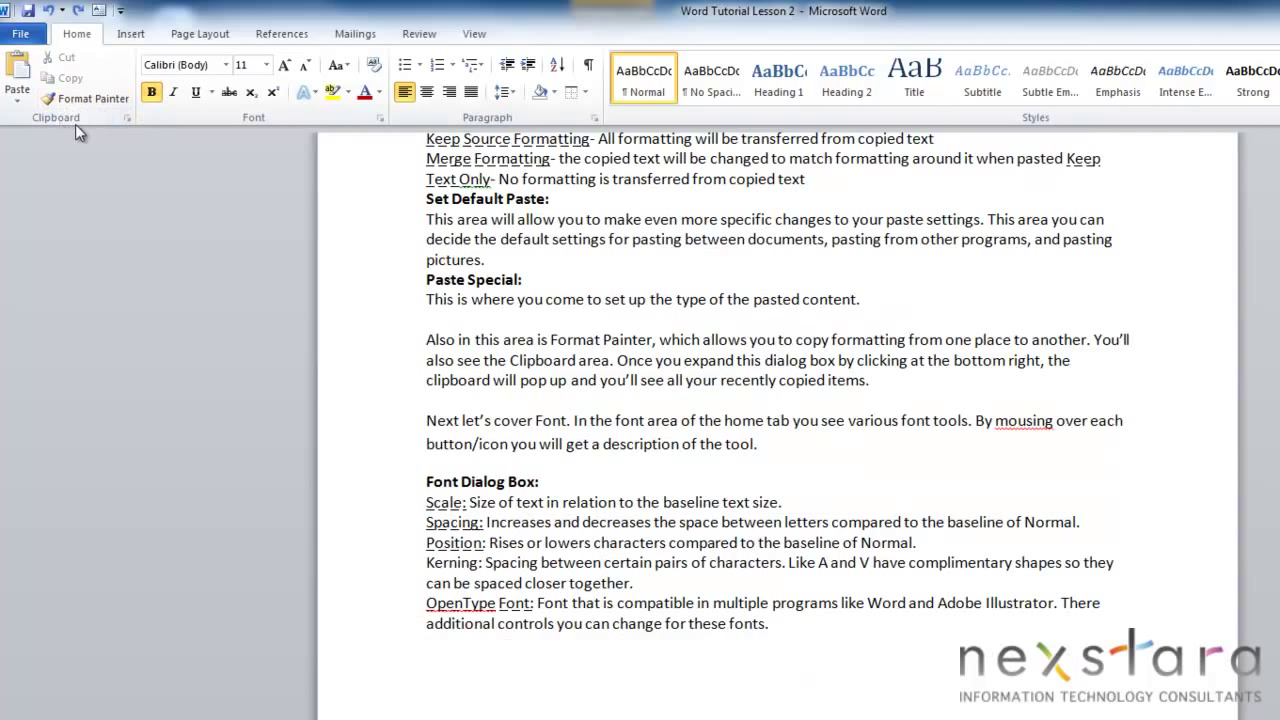 Word Tutorial Lesson 2 - Microsoft Word
File Home Insert Page Layout References Mailings Review View
Paste
Cut
Copy
Format Painter
Clipboard
Calibri (Body) 11
Font
Paragraph
AaBbCcDc AaBbCcDc AaBbCc AaBbCc AaB AaBbCcDc AaBbCcDc AaBbCcDc AaBbCcDc AaBbCcDc
¶ Normal ¶ No Spaci... Heading 1 Heading 2 Title Subtitle Subtle Em... Emphasis Intense E... Strong
Styles
Keep Source Formatting- All formatting will be transferred from copied text
Merge Formatting- the copied text will be changed to match formatting around it when pasted Keep
Text Only- No formatting is transferred from copied text
Set Default Paste:
This area will allow you to make even more specific changes to your paste settings. This area you can
decide the default settings for pasting between documents, pasting from other programs, and pasting
pictures.
Paste Special:
This is where you come to set up the type of the pasted content.
Also in this area is Format Painter, which allows you to copy formatting from one place to another. You’ll
also see the Clipboard area. Once you expand this dialog box by clicking at the bottom right, the
clipboard will pop up and you’ll see all your recently copied items.
Next let’s cover Font. In the font area of the home tab you see various font tools. By mousing over each
button/icon you will get a description of the tool.
Font Dialog Box:
Scale: Size of text in relation to the baseline text size.
Spacing: Increases and decreases the space between letters compared to the baseline of Normal.
Position: Rises or lowers characters compared to the baseline of Normal.
Kerning: Spacing between certain pairs of characters. Like A and V have complimentary shapes so they
can be spaced closer together.
OpenType Font: Font that is compatible in multiple programs like Word and Adobe Illustrator. There
additional controls you can change for these fonts.
nexstara
INFORMATION TECHNOLOGY CONSULTANTS